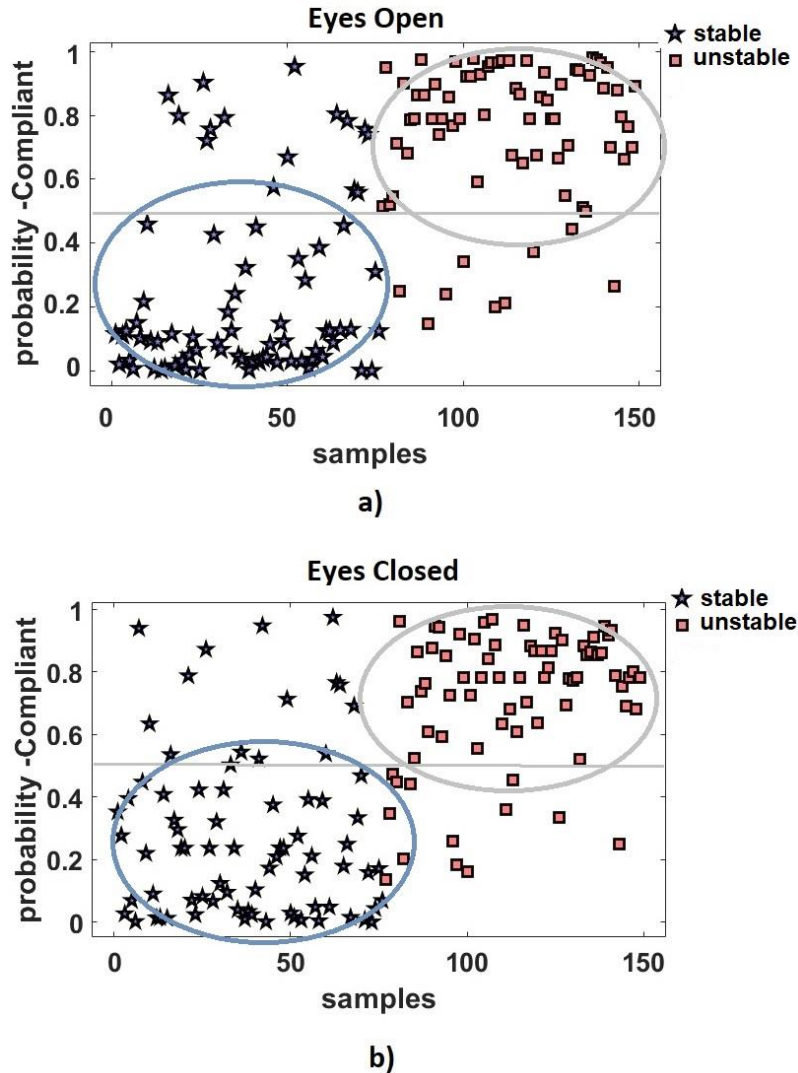 Eyes Open
stable
unstable
1
0.8
0.6
0.4
0.2
0
probability -Compliant
0 50 100 150
samples
a)
Eyes Closed
stable
unstable
1
0.8
0.6
0.4
0.2
0
probability -Compliant
0 50 100 150
samples
b)